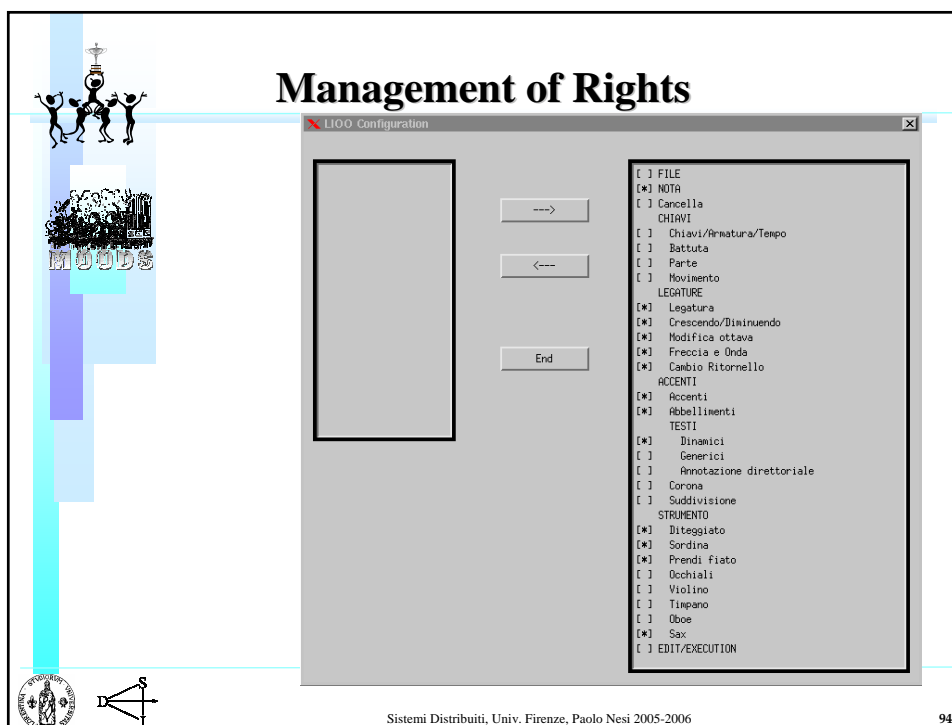 Management of Rights
LIOO Configuration
--->
<---
End
[ ] FILE
[*] NOTA
[ ] Cancella
CHIAVI
[ ] Chiavi/Armatura/Tempo
[ ] Battuta
[ ] Parte
[ ] Movimento
LEGATURE
[*] Legatura
[*] Crescendo/Diminuendo
[*] Modifica ottava
[*] Freccia e Onda
[*] Cambio Ritornello
ACCENTI
[*] Accenti
[*] Abbellimenti
TESTI
[*] Dinamici
[ ] Generici
[ ] Annotazione direttoriale
[ ] Corona
[ ] Suddivisione
STRUMENTO
[*] Diteggiato
[*] Sordina
[*] Prendi fiato
[ ] Occhiali
[ ] Violino
[ ] Timpano
[ ] Oboe
[*] Sax
[ ] EDIT/EXECUTION
MOODS
D S I
Sistemi Distribuiti, Univ. Firenze, Paolo Nesi 2005-2006
94